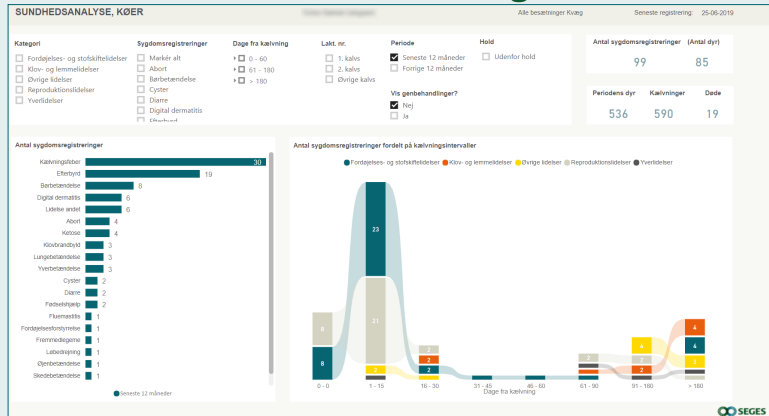 SUNDHEDSANALYSE, KØER
Alle besætninger Kvæg
Seneste registrering: 25-06-2019
Kategori
Fordøjelses- og stofskiftelidelser
Klov- og lemmelidelser
Øvrige lidelser
Reproduktionslidelser
Yverlidelser
Sygdomsregistreringer
Markér alt
Abort
Børbetændelse
Cyster
Diarre
Digital dermatitis
Efterbyrd
Dage fra kælvning
0 - 60
61 - 180
> 180
Lakt. nr.
1. kalvs
2. kalvs
Øvrige kalvs
Periode
Seneste 12 måneder
Forrige 12 måneder
Vis genbehandlinger?
Nej
Ja
Hold
Udenfor hold
Antal sygdomsregistreringer (Antal dyr)
99 85
Periodens dyr Kælvninger Døde
536 590 19
Antal sygdomsregistreringer
Kælvningsfeber 30
Efterbyrd 19
Børbetændelse 8
Digital dermatitis 6
Lidelse andet 6
Abort 4
Ketose 4
Klovbrandbyld 3
Lungebetændelse 3
Yverbetændelse 3
Cyster 2
Diarre 2
Fødselshjælp 2
Fluemastitis 1
Fordøjelsesforstyrrelse 1
Fremmedlegeme 1
Løbedrejning 1
Øjenbetændelse 1
Skedebetændelse 1
Seneste 12 måneder
Antal sygdomsregistreringer fordelt på kælvningsintervaller
Fordøjelses- og stofskiftelidelser Klov- og lemmelidelser Øvrige lidelser Reproduktionslidelser Yverlidelser
8
8
23
21
2
2
2
2
2
4
2
2
4
4
3
0 - 0 1 - 15 16 - 30 31 - 45 46 - 60 61 - 90 91 - 180 > 180
Dage fra kælvning
SEGES